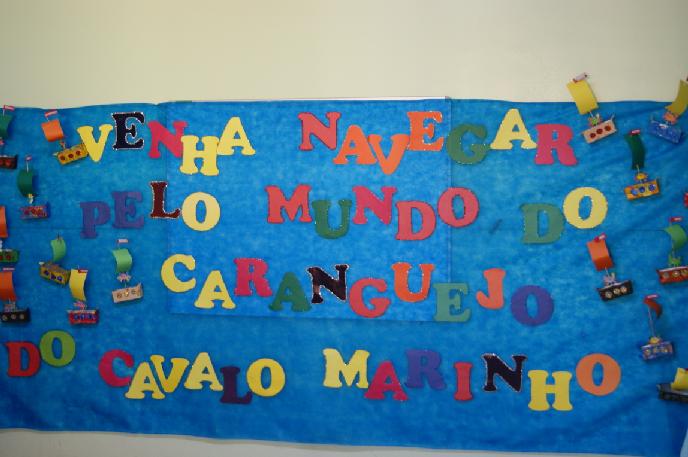 VENHA NAVEGAR
PELO MUNDO DO
CARANGUEJO
DO CAVALO MARINHO